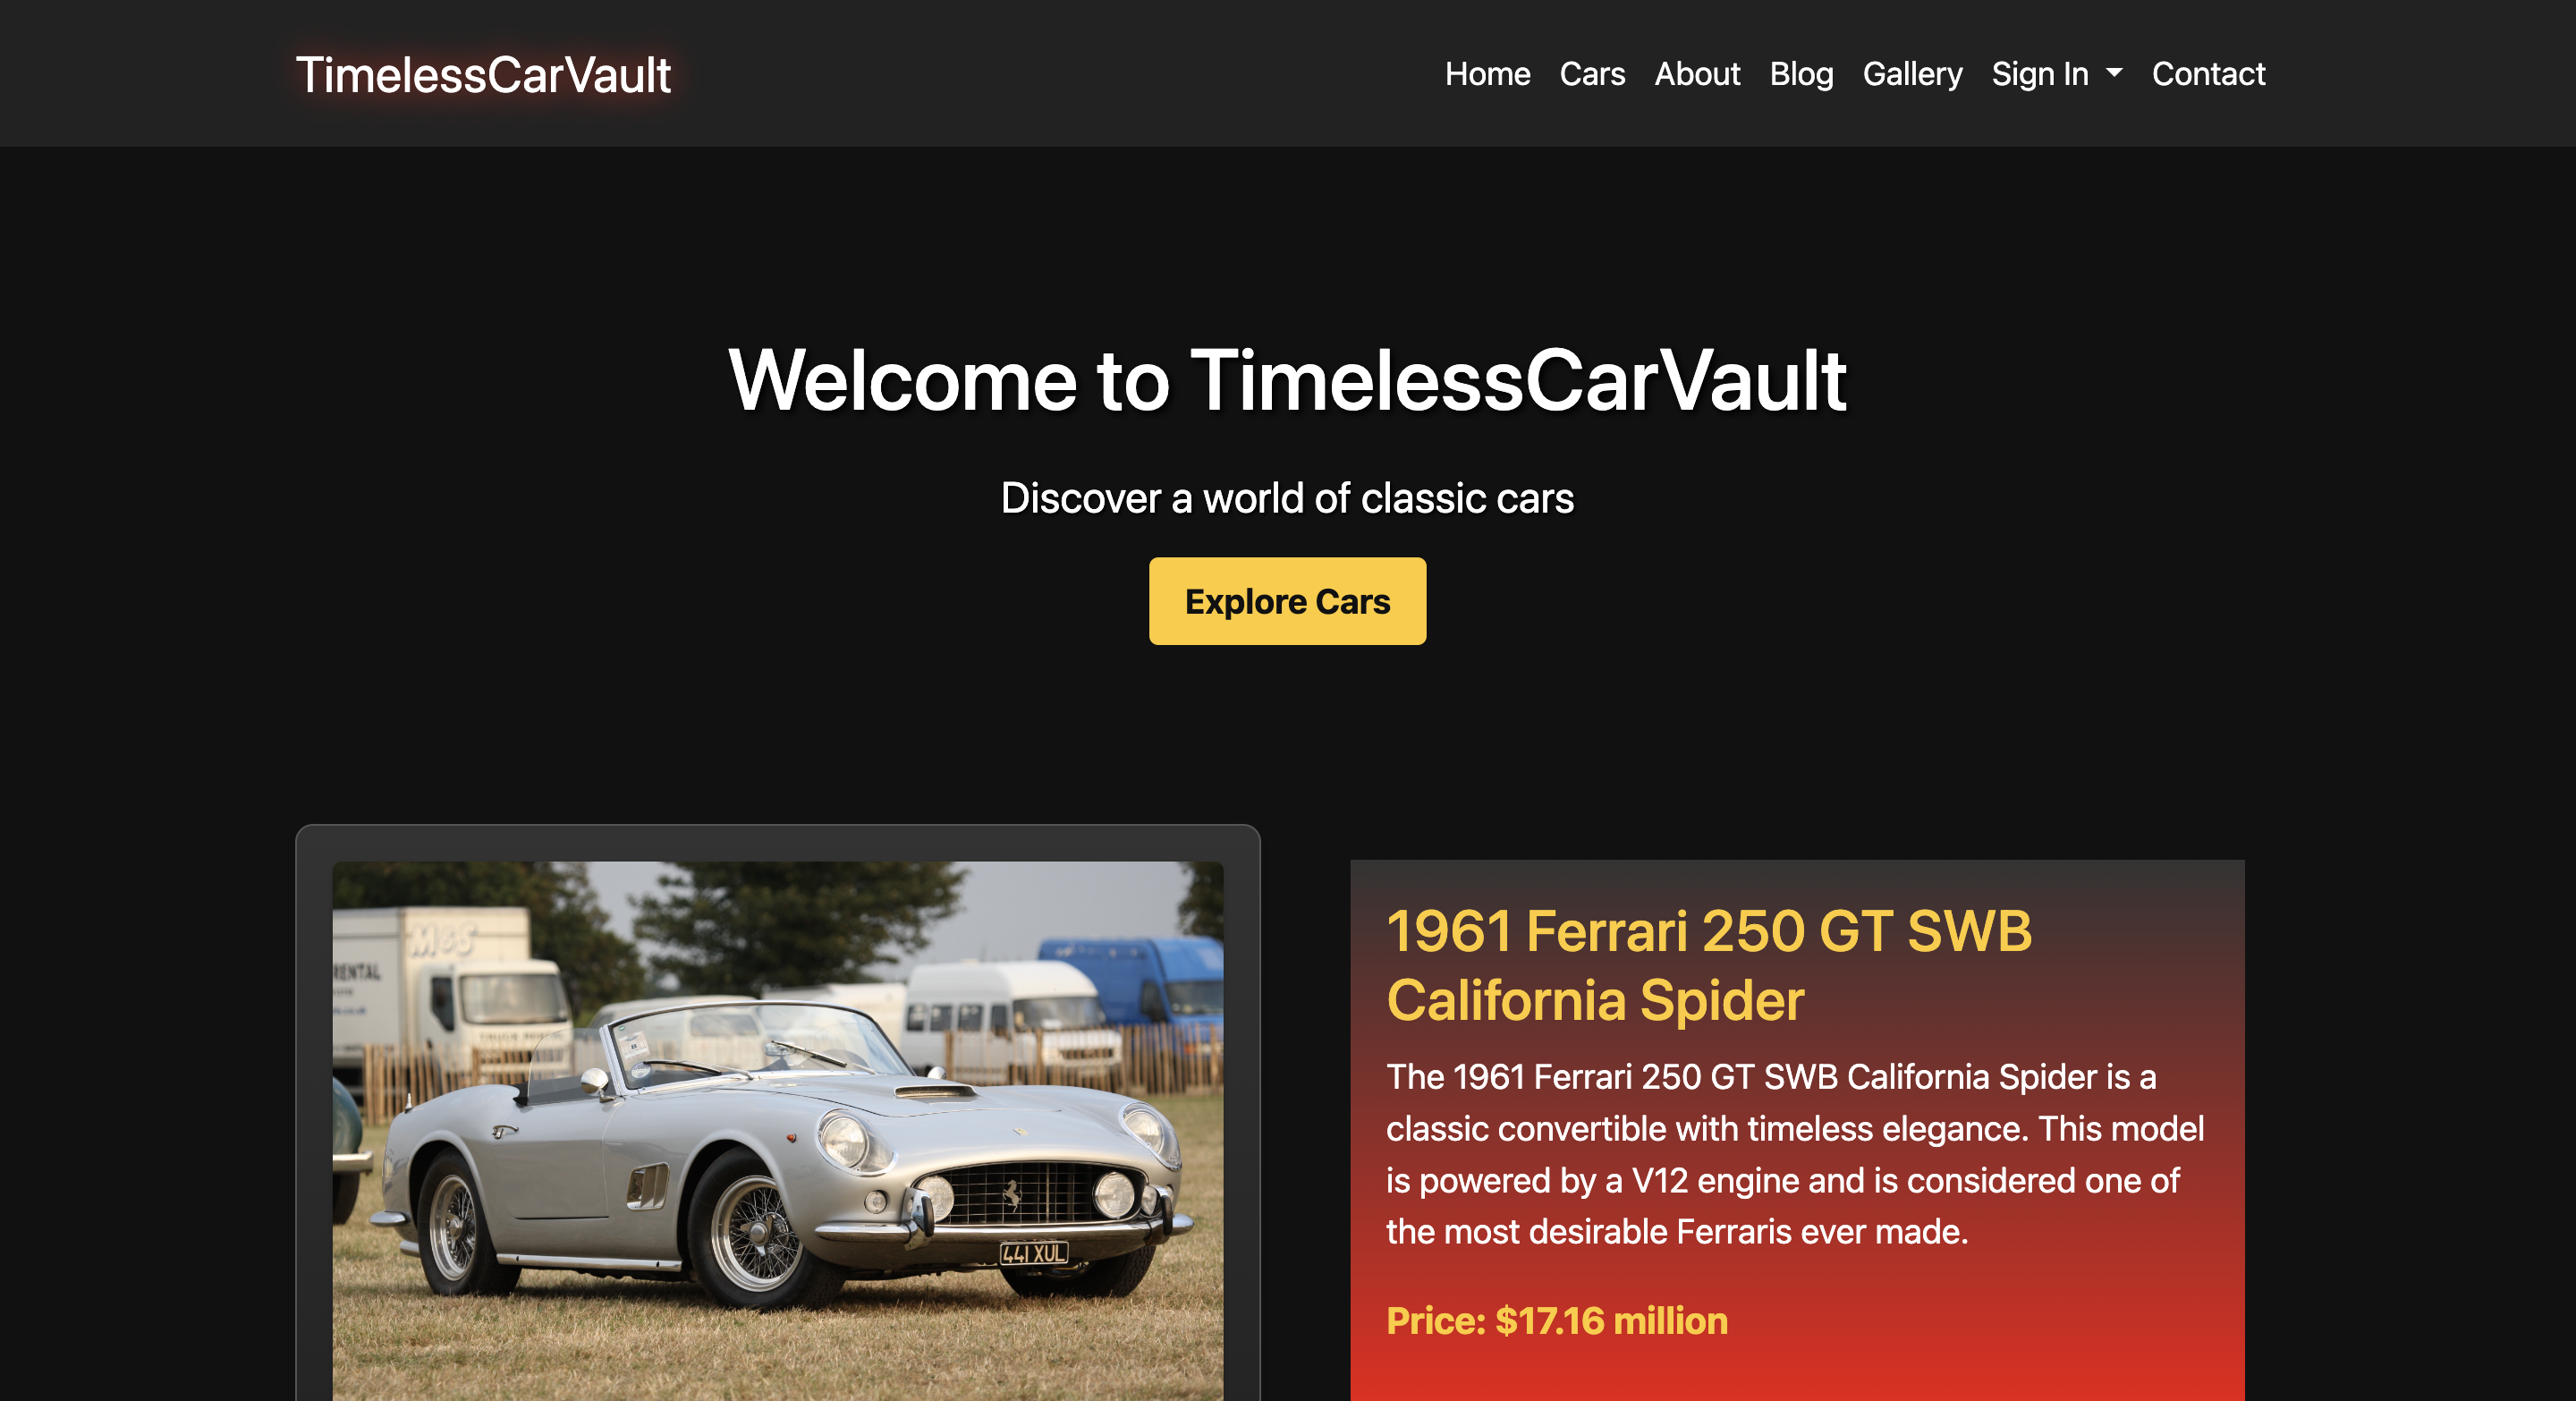 TimelessCarVault
Home Cars About Blog Gallery Sign In Contact
Welcome to TimelessCarVault
Discover a world of classic cars
Explore Cars
M&S
RENTAL
441 XUL
1961 Ferrari 250 GT SWB
California Spider
The 1961 Ferrari 250 GT SWB California Spider is a
classic convertible with timeless elegance. This model
is powered by a V12 engine and is considered one of
the most desirable Ferraris ever made.
Price: $17.16 million